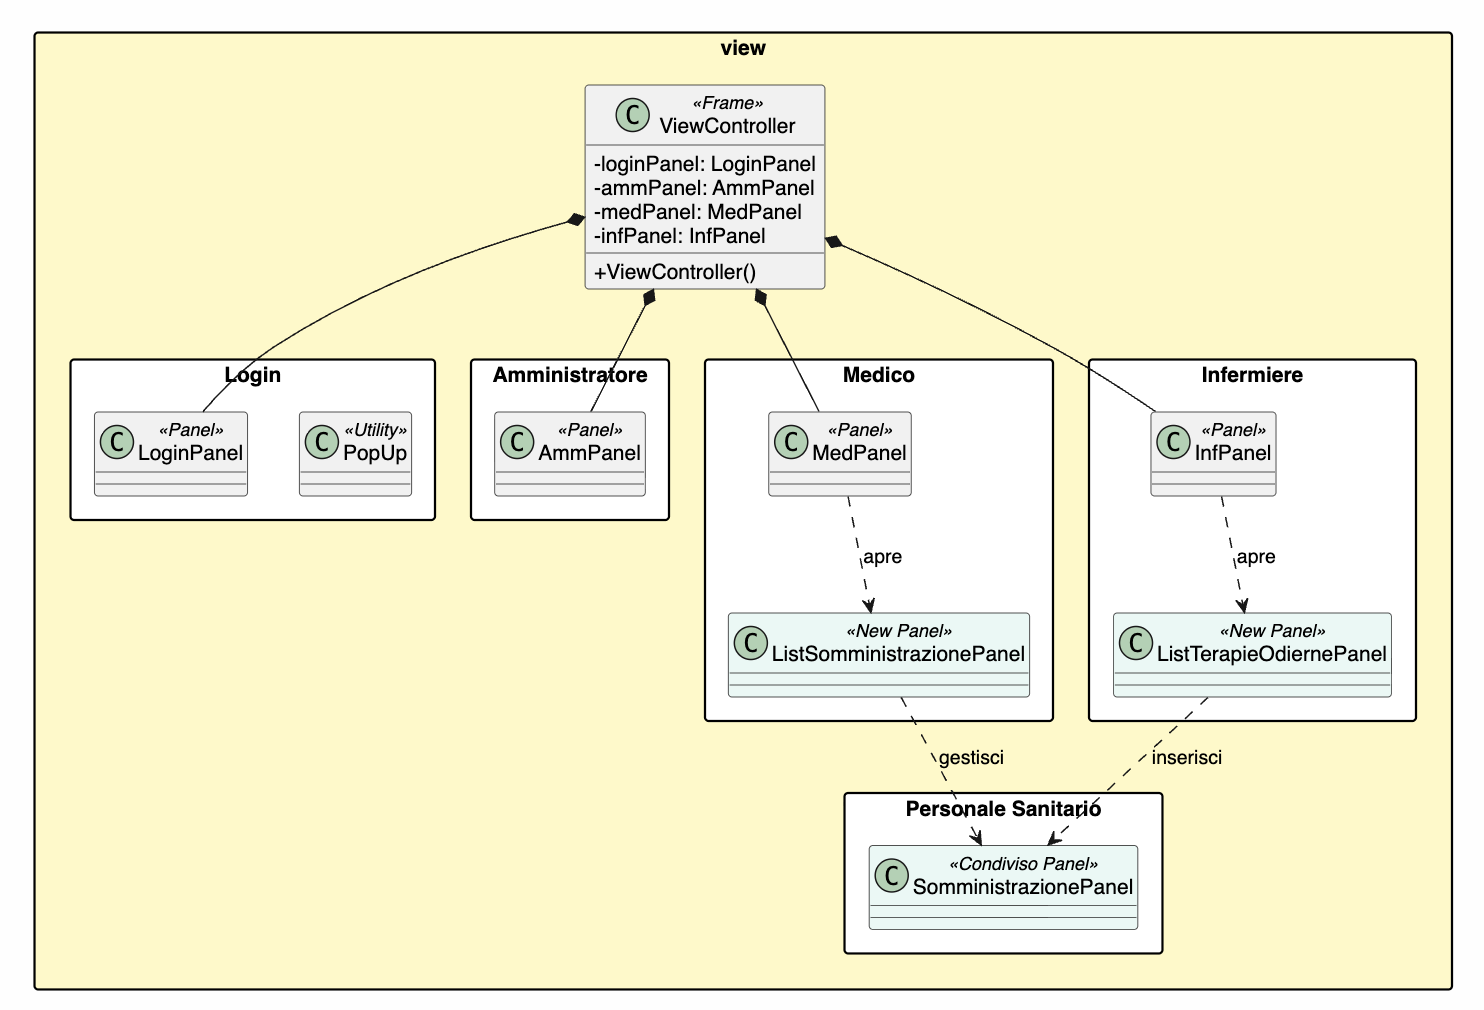 view
C
«Frame»
ViewController
-loginPanel: LoginPanel
-ammPanel: AmmPanel
-medPanel: MedPanel
-infPanel: InfPanel
+ViewController()
Login
C
«Panel»
LoginPanel
C
«Utility»
PopUp
Amministratore
C
«Panel»
AmmPanel
Medico
C
«Panel»
MedPanel
apre
C
«New Panel»
ListSomministrazionePanel
Infermiere
C
«Panel»
InfPanel
apre
C
«New Panel»
ListTerapieOdiernePanel
gestisci
inserisci
Personale Sanitario
C
«Condiviso Panel»
SomministrazionePanel